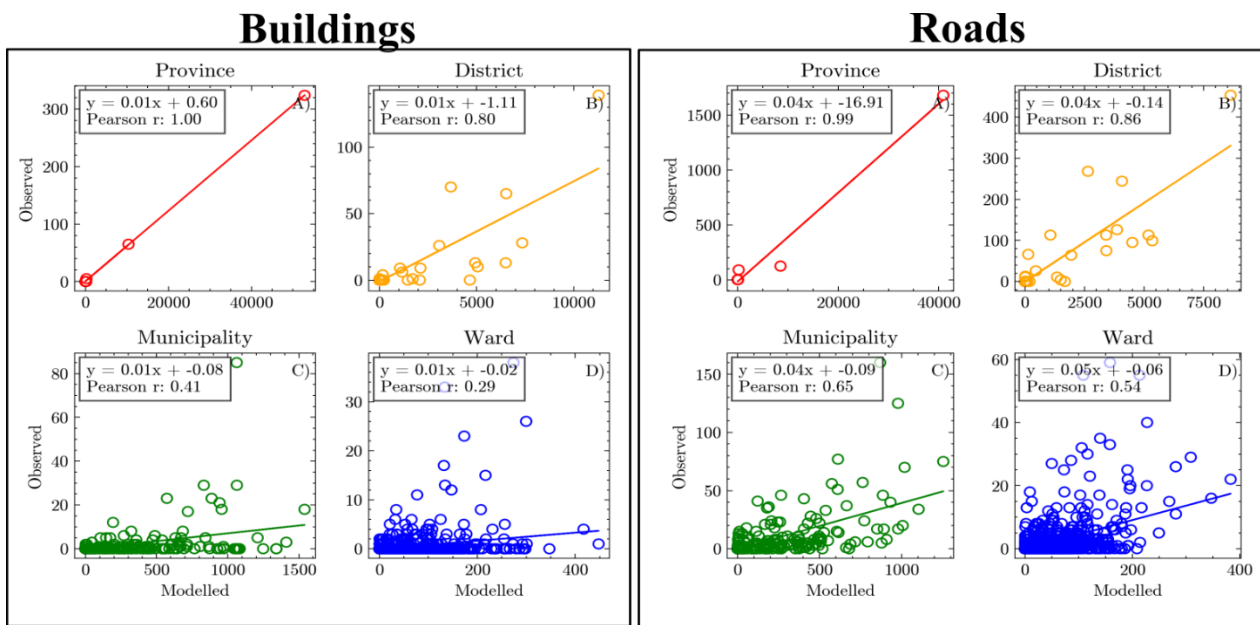 Buildings
Province
y = 0.01x + 0.60
Pearson r: 1.00
A)
300
200
100
0
Observed
0 20000 40000
District
y = 0.01x + -1.11
Pearson r: 0.80
B)
100
50
0
0 5000 10000
Municipality
y = 0.01x + -0.08
Pearson r: 0.41
C)
80
60
40
20
0
Observed
0 500 1000 1500
Modelled
Ward
y = 0.01x + -0.02
Pearson r: 0.29
D)
30
20
10
0
0 200 400
Modelled
Roads
Province
y = 0.04x + -16.91
Pearson r: 0.99
A)
1500
1000
500
0
Observed
0 20000 40000
District
y = 0.04x + -0.14
Pearson r: 0.86
B)
400
300
200
100
0
0 2500 5000 7500
Municipality
y = 0.04x + -0.09
Pearson r: 0.65
C)
150
100
50
0
Observed
0 500 1000
Modelled
Ward
y = 0.05x + -0.06
Pearson r: 0.54
D)
60
40
20
0
0 200 400
Modelled